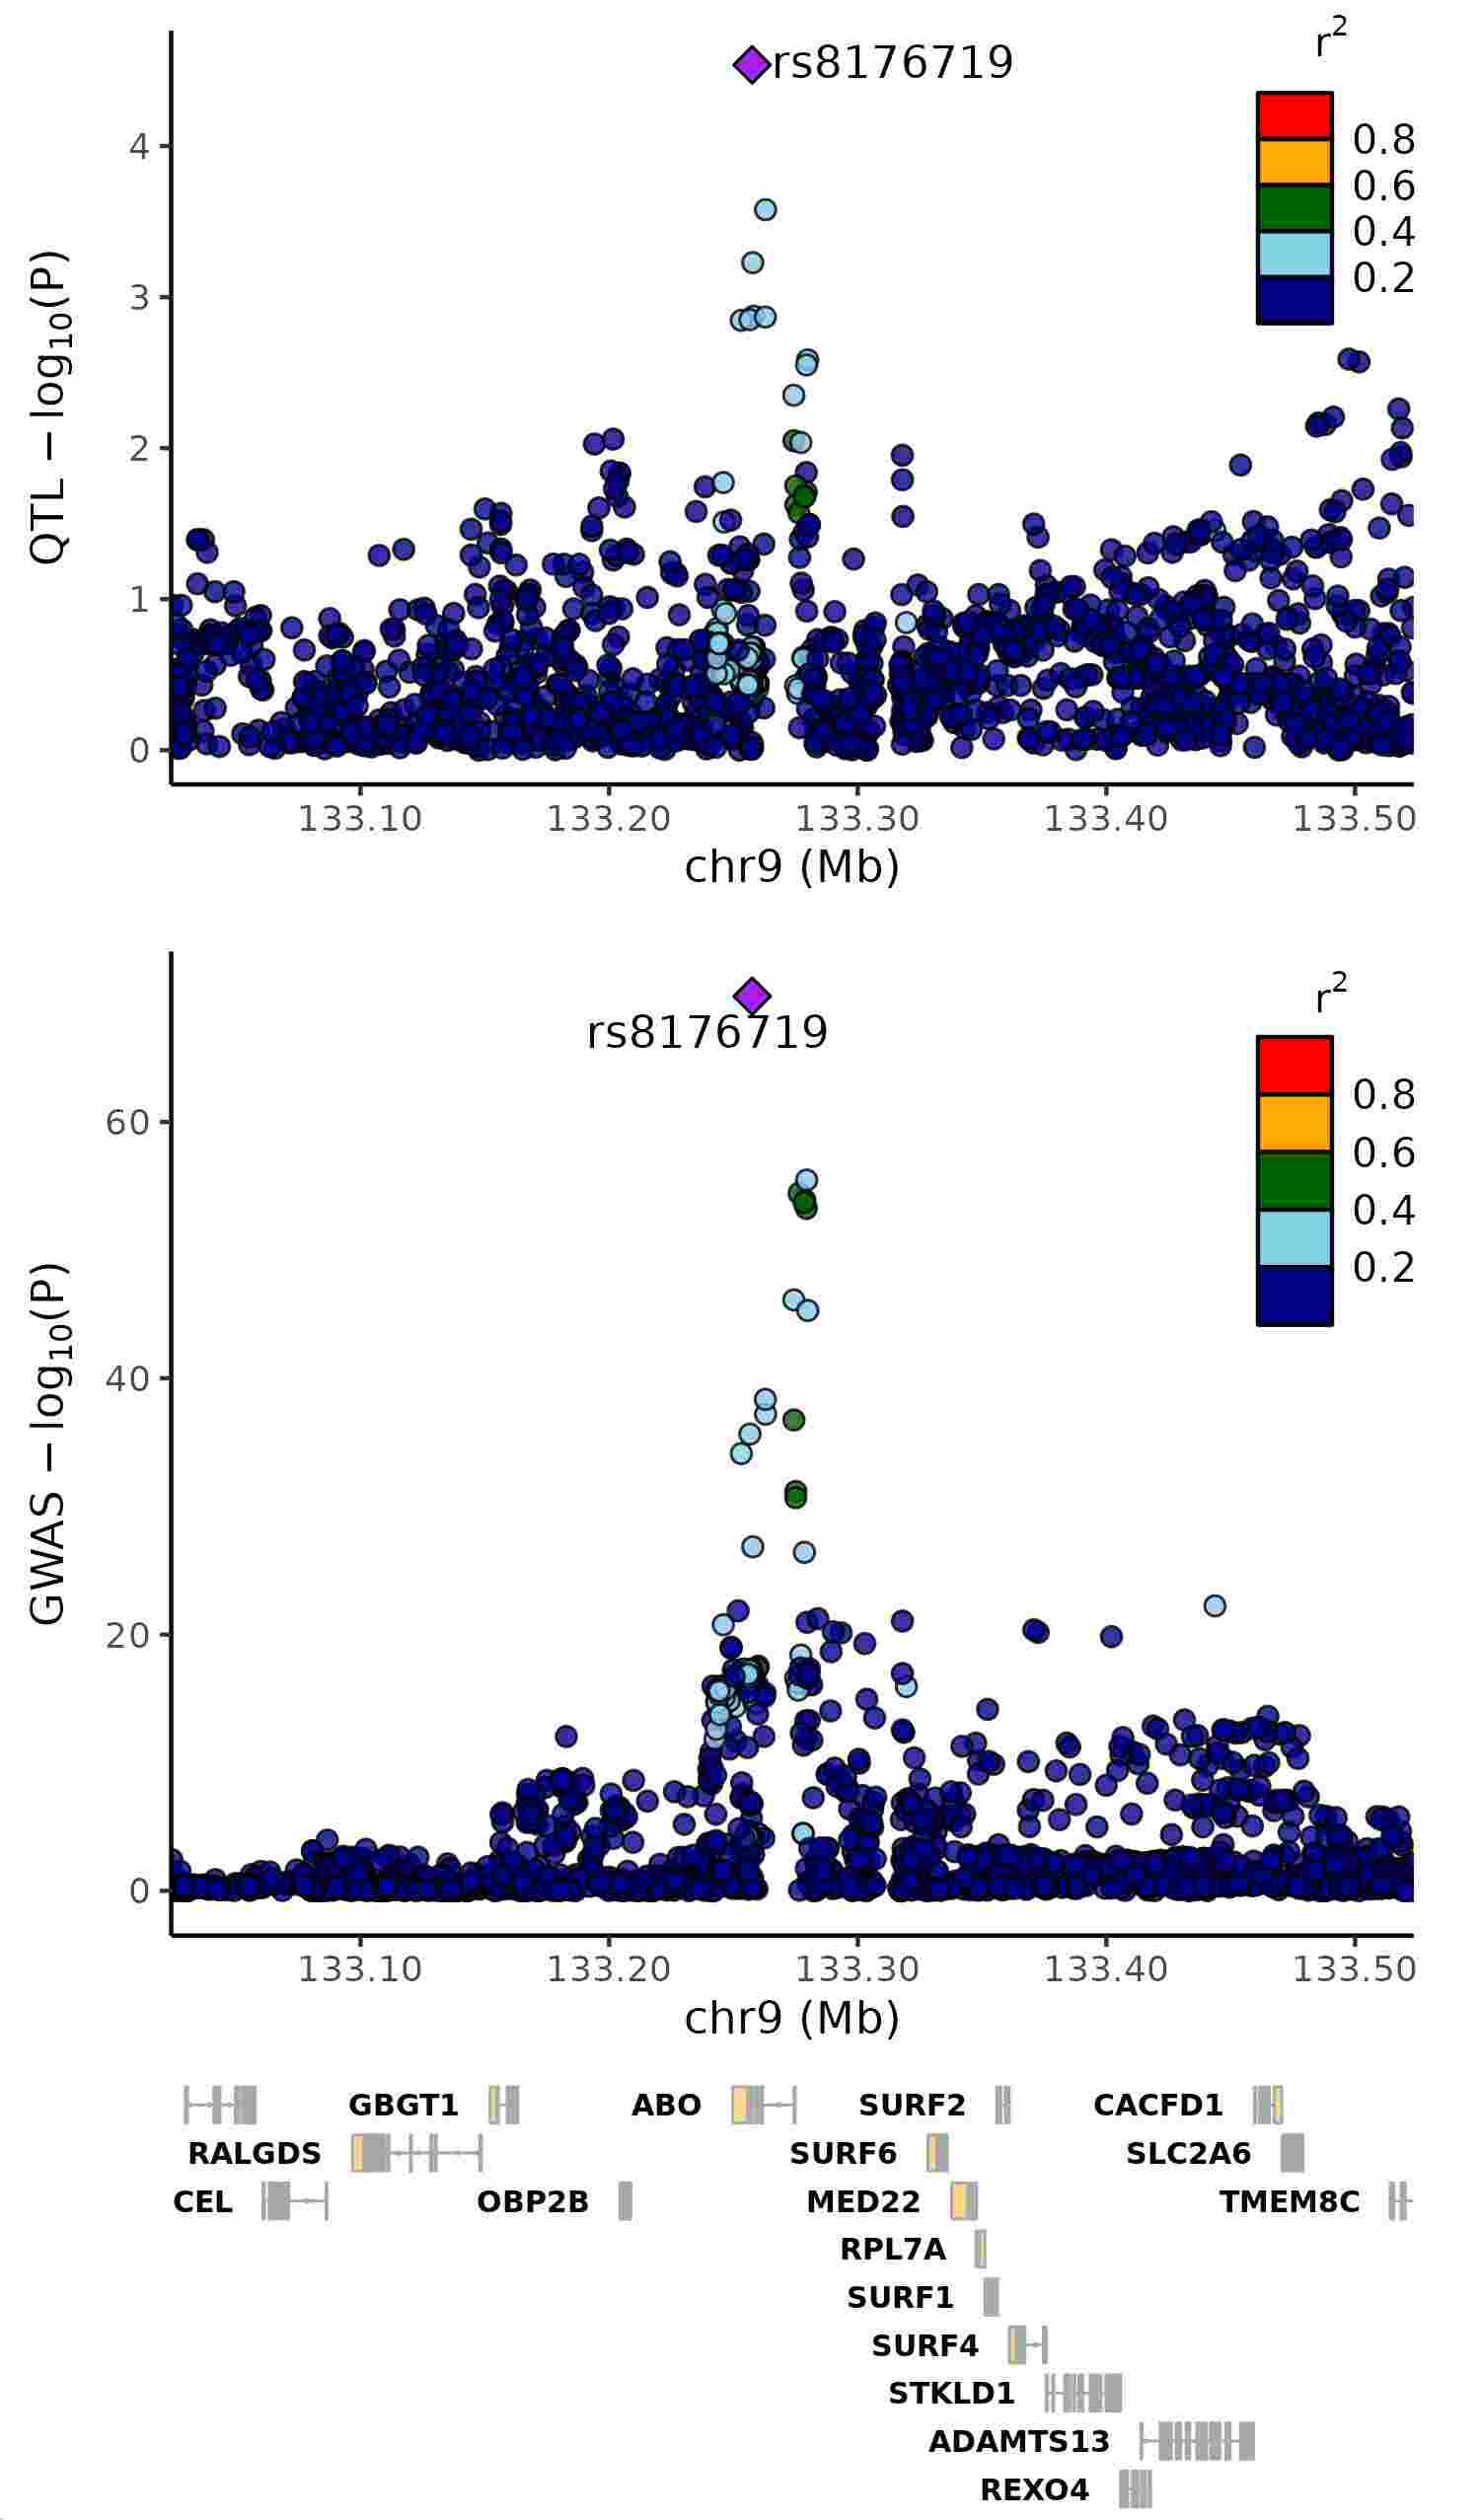 rs8176719
r2
0.8
0.6
0.4
0.2
4
3
2
1
0
QTL −log10(P)
133.10 133.20 133.30 133.40 133.50
chr9 (Mb)
rs8176719
r2
0.8
0.6
0.4
0.2
60
40
20
0
GWAS −log10(P)
133.10 133.20 133.30 133.40 133.50
chr9 (Mb)
GBGT1 ABO SURF2 CACFD1
RALGDS SURF6 SLC2A6
CEL OBP2B MED22 TMEM8C
RPL7A
SURF1
SURF4
STKLD1
ADAMTS13
REXO4